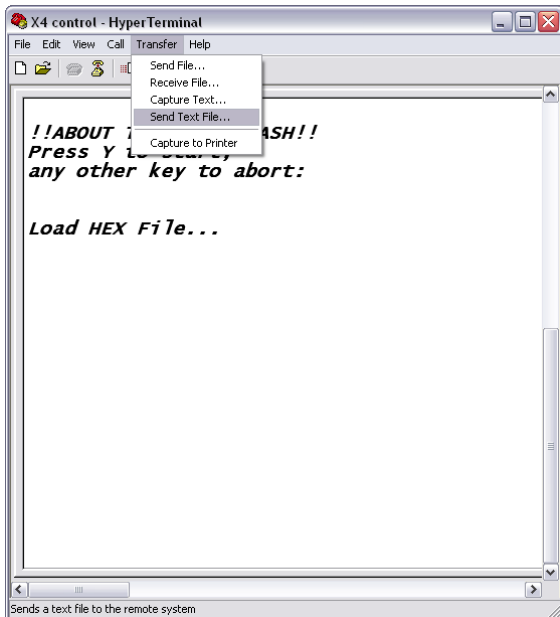 X4 control - HyperTerminal
File Edit View Call Transfer Help
Send File...
Receive File...
Capture Text...
Send Text File...
Capture to Printer
!!ABOUT ASH!!
Press Y to start,
any other key to abort:
Load HEX File...
Sends a text file to the remote system